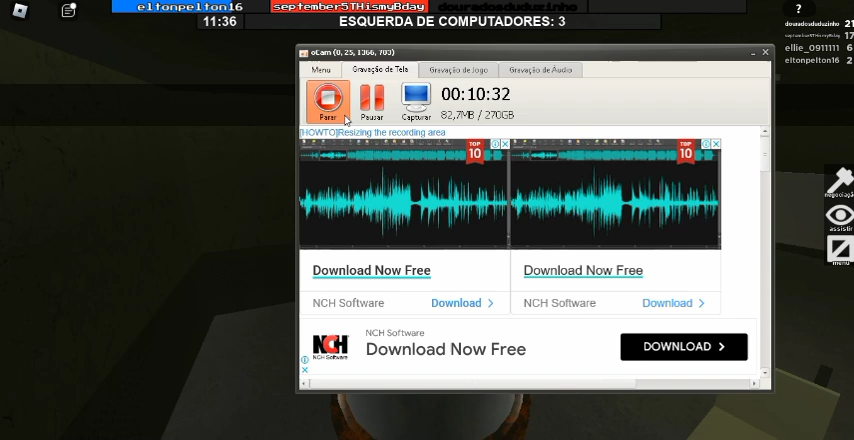 eltonpelton16
september5THismyBday
douradosduduzinho
11:36
ESQUERDA DE COMPUTADORES: 3
?
douradosduduzinho 21
september5THismyBday 17
ellie_0911111 6
eltonpelton16 2
oCam (0, 25, 1366, 703)
Menu
Gravação de Tela
Gravação de Jogo
Gravação de Áudio
Parar
Pausar
Capturar
00:10:32
82,7MB / 270GB
[HOWTO]Resizing the recording area
TOP 10
TOP 10
Download Now Free
Download Now Free
NCH Software
Download
NCH Software
Download
NCH
NCH Software
NCH Software
Download Now Free
DOWNLOAD
negociação
assistir
menu